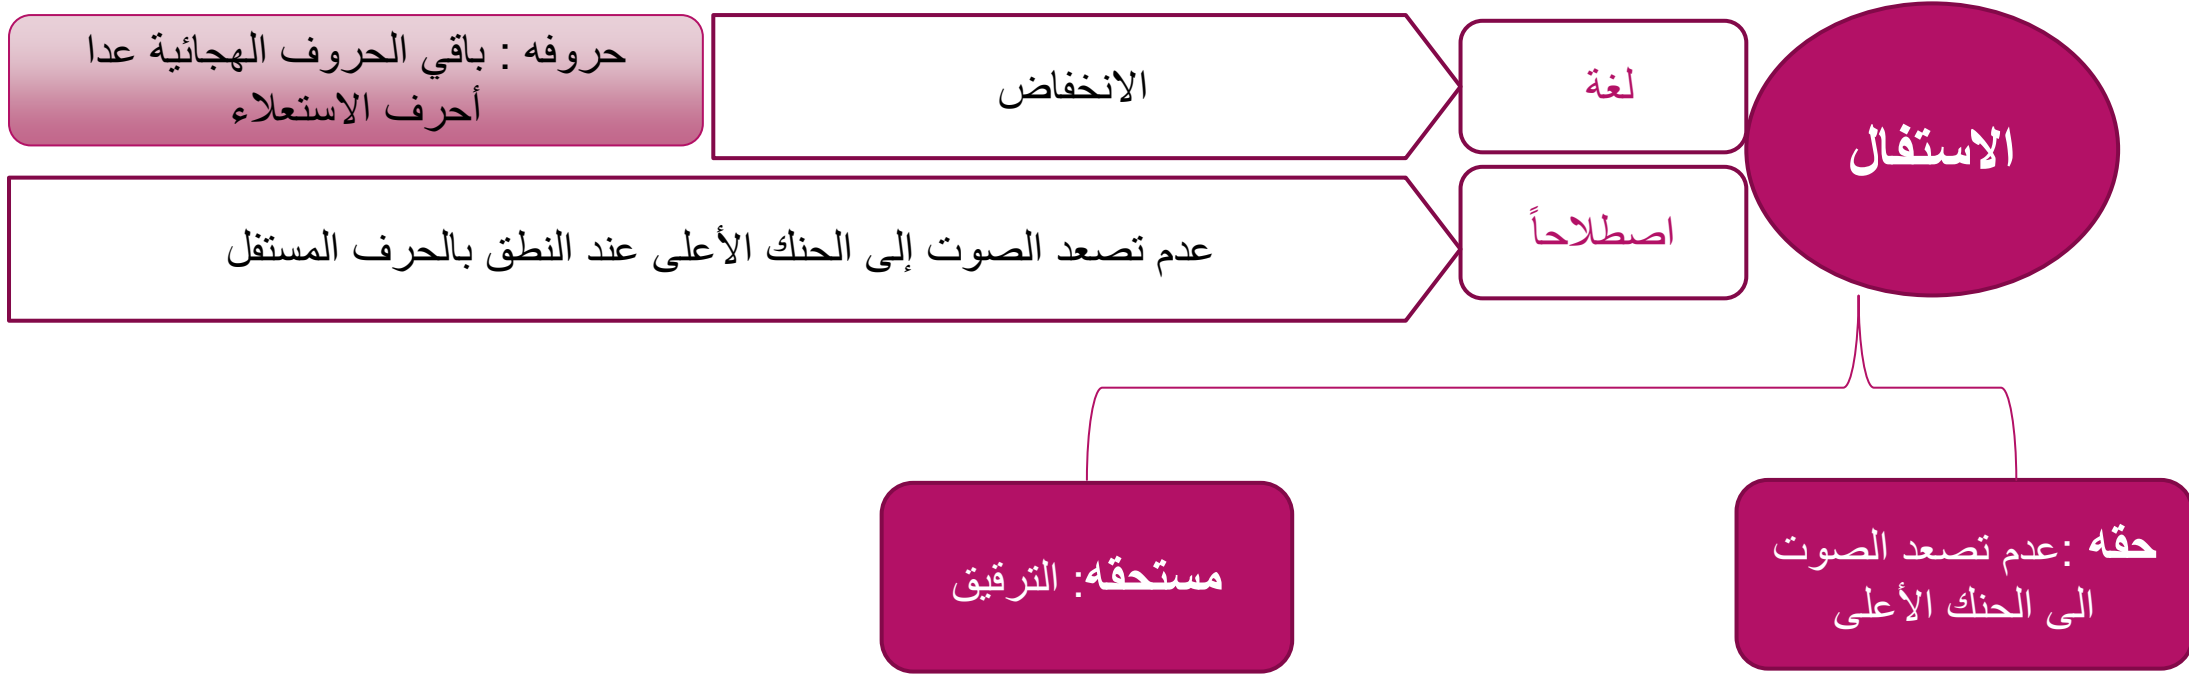 الاستفال
لغة
الانخفاض
حروفه : باقي الحروف الهجائية عدا
أحرف الاستعلاء
اصطلاحاً
عدم تصعد الصوت إلى الحنك الأعلى عند النطق بالحرف المستفل
حقه :عدم تصعد الصوت
الى الحنك الأعلى
مستحقه: الترقيق